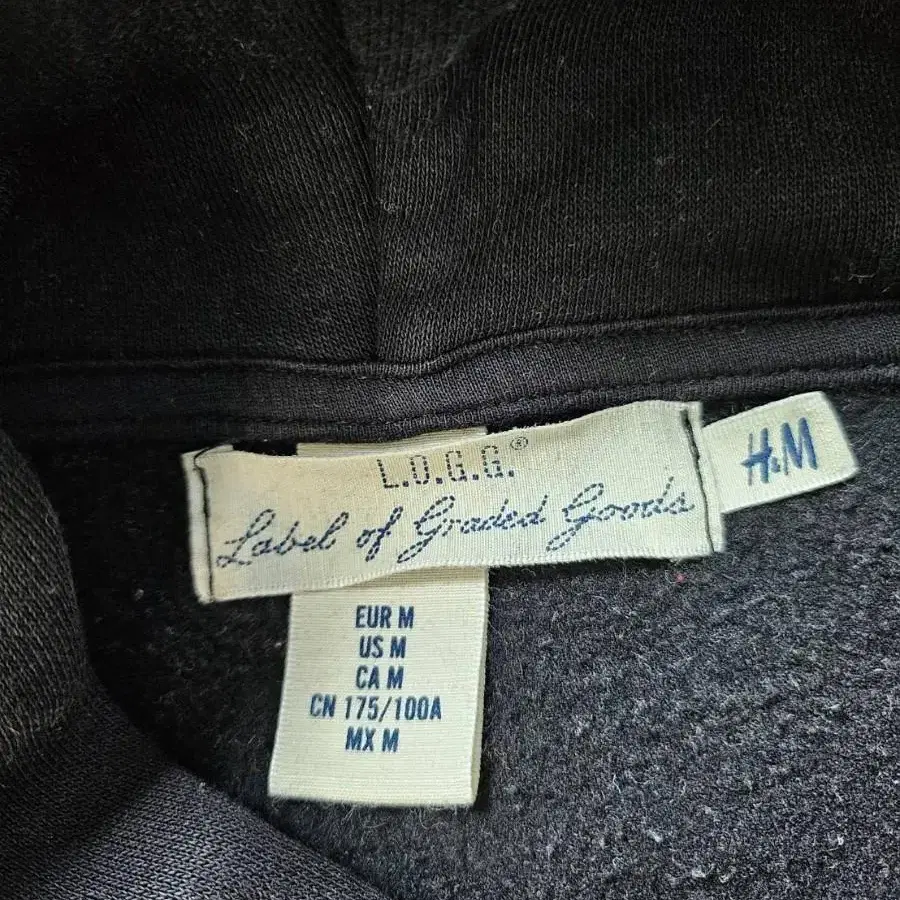 L.O.G.G.®
Label of Graded Goods
H&M
EUR M
US M
CA M
CN 175/100A
MX M